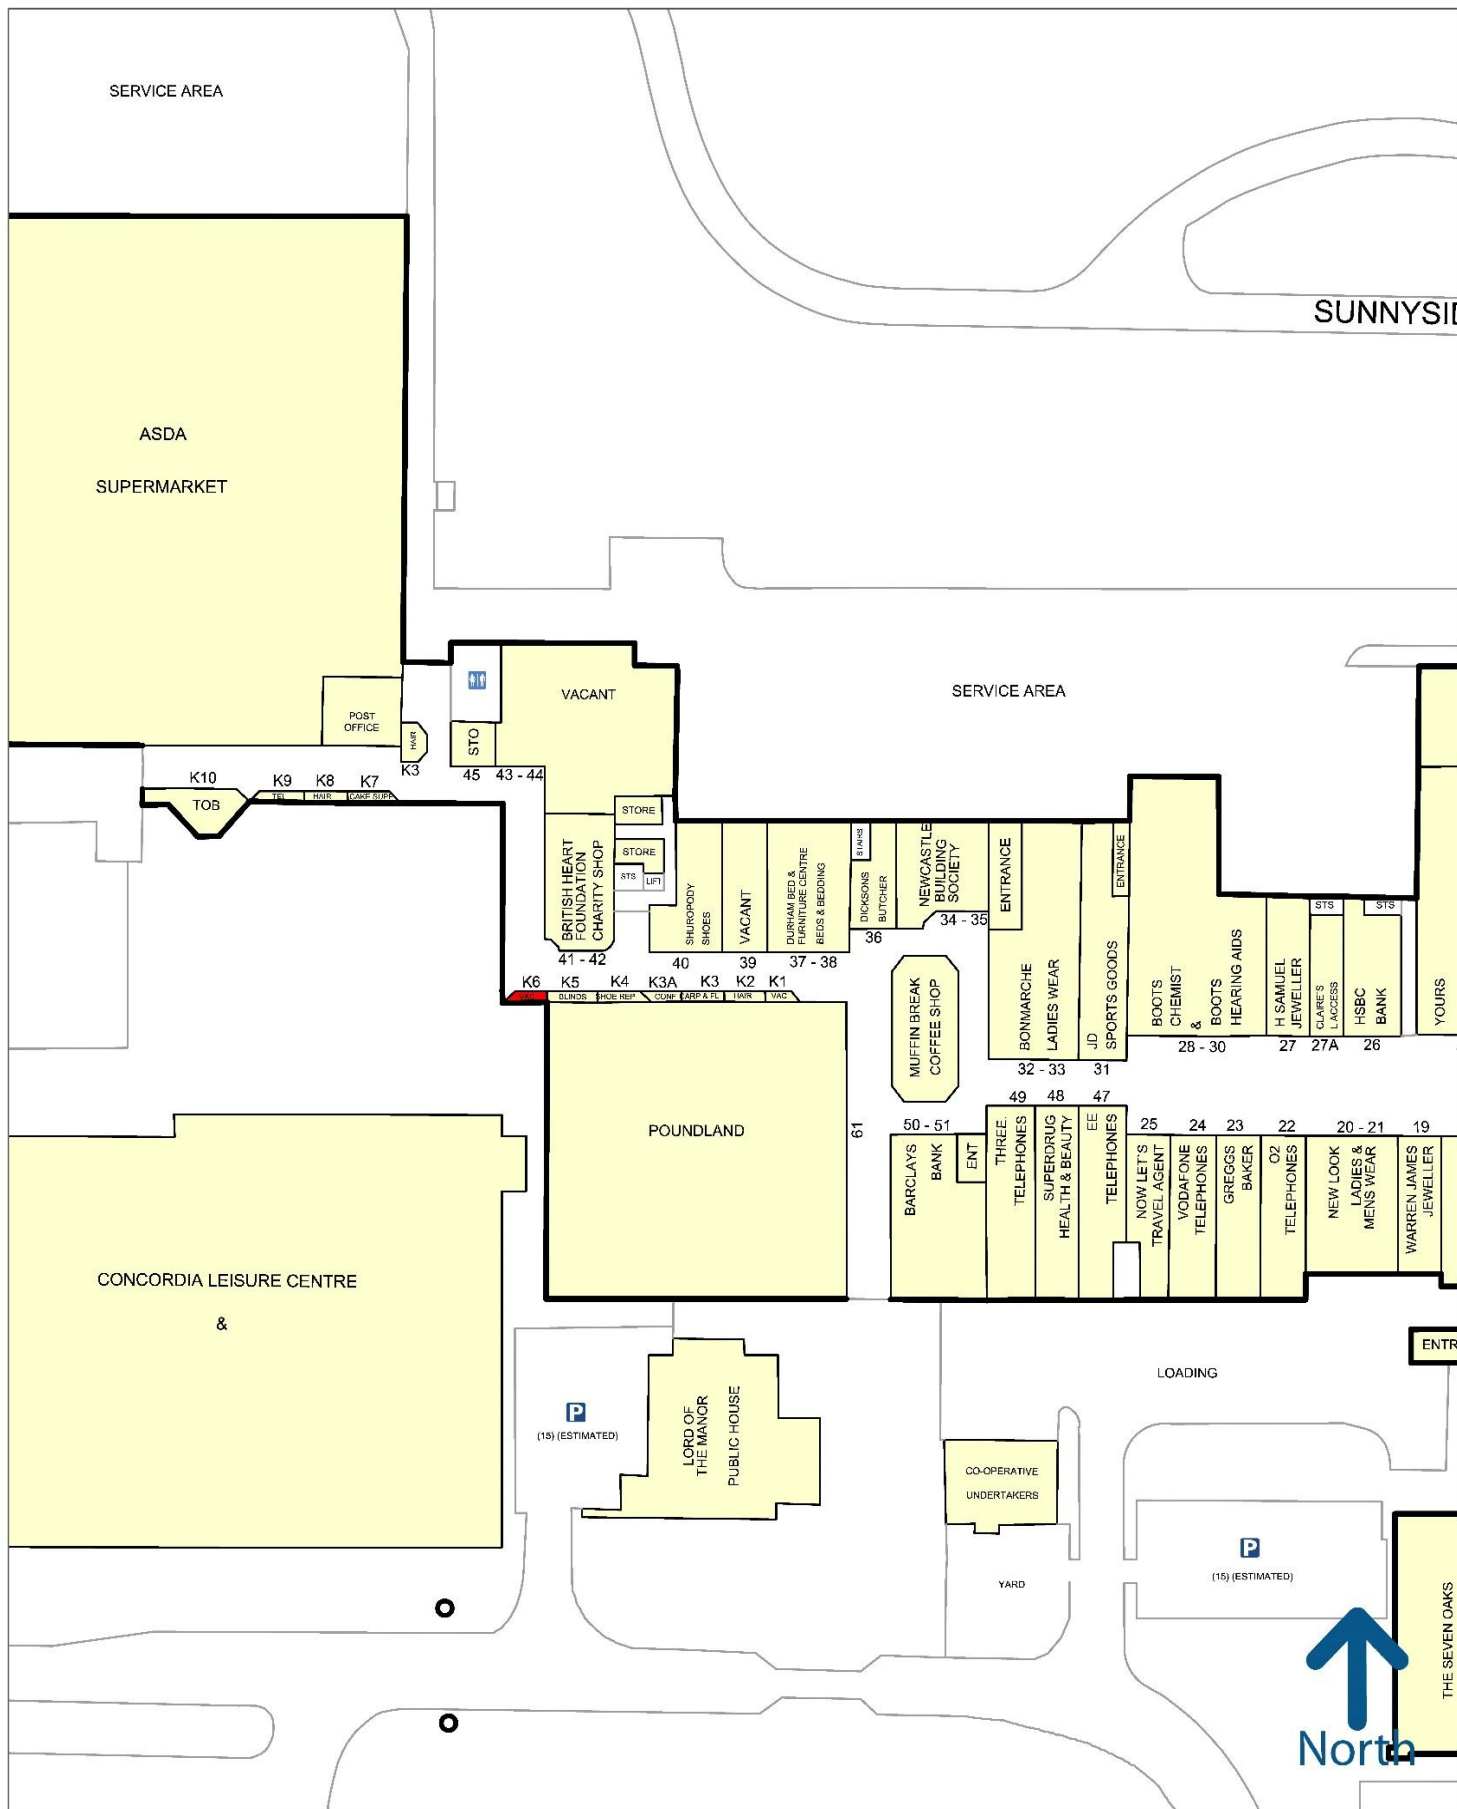 SERVICE AREA
SUNNYSID
ASDA
SUPERMARKET
POST
OFFICE
HAIR
K3
STO
45
43 - 44
VACANT
SERVICE AREA
K10
TOB
K9
K8
K7
TEL
HAIR
CAKE SUPP
STORE
STORE
STS
LIFT
BRITISH HEART
FOUNDATION
CHARITY SHOP
41 - 42
SHUROPODY
SHOES
40
VACANT
39
DURHAM BED &
FURNITURE CENTRE
BEDS & BEDDING
37 - 38
STAIRS
DICKSONS
BUTCHER
36
NEWCASTLE
BUILDING
SOCIETY
34 - 35
ENTRANCE
BONMARCHE
LADIES WEAR
32 - 33
ENTRANCE
JD
SPORTS GOODS
31
BOOTS
CHEMIST
&
BOOTS
HEARING AIDS
28 - 30
H SAMUEL
JEWELLER
27
STS
CLAIRE'S
L ACCESS
27A
STS
HSBC
BANK
26
YOURS
K6
K5
K4
K3A
K3
K2
K1
VAC
BLINDS
SHOE REP
CONF
CARP & FL
HAIR
VAC
MUFFIN BREAK
COFFEE SHOP
POUNDLAND
61
50 - 51
BARCLAYS
BANK
ENT
49
THREE.
TELEPHONES
48
SUPERDRUG
HEALTH & BEAUTY
47
EE
TELEPHONES
25
NOW LET'S
TRAVEL AGENT
24
VODAFONE
TELEPHONES
23
GREGGS
BAKER
22
O2
TELEPHONES
20 - 21
NEW LOOK
LADIES &
MENS WEAR
19
WARREN JAMES
JEWELLER
CONCORDIA LEISURE CENTRE
&
P
(15) (ESTIMATED)
LORD OF
THE MANOR
PUBLIC HOUSE
LOADING
ENTR
CO-OPERATIVE
UNDERTAKERS
YARD
P
(15) (ESTIMATED)
THE SEVEN OAKS
North